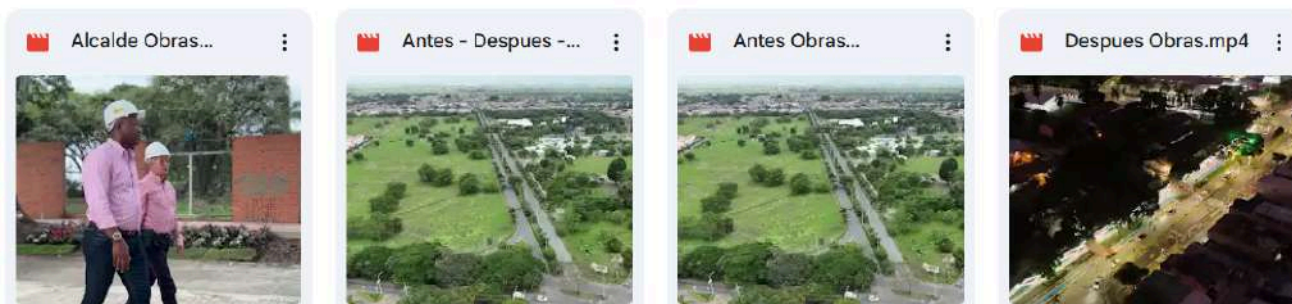 Alcalde Obras...
Antes - Despues -...
Antes Obras...
Despues Obras.mp4